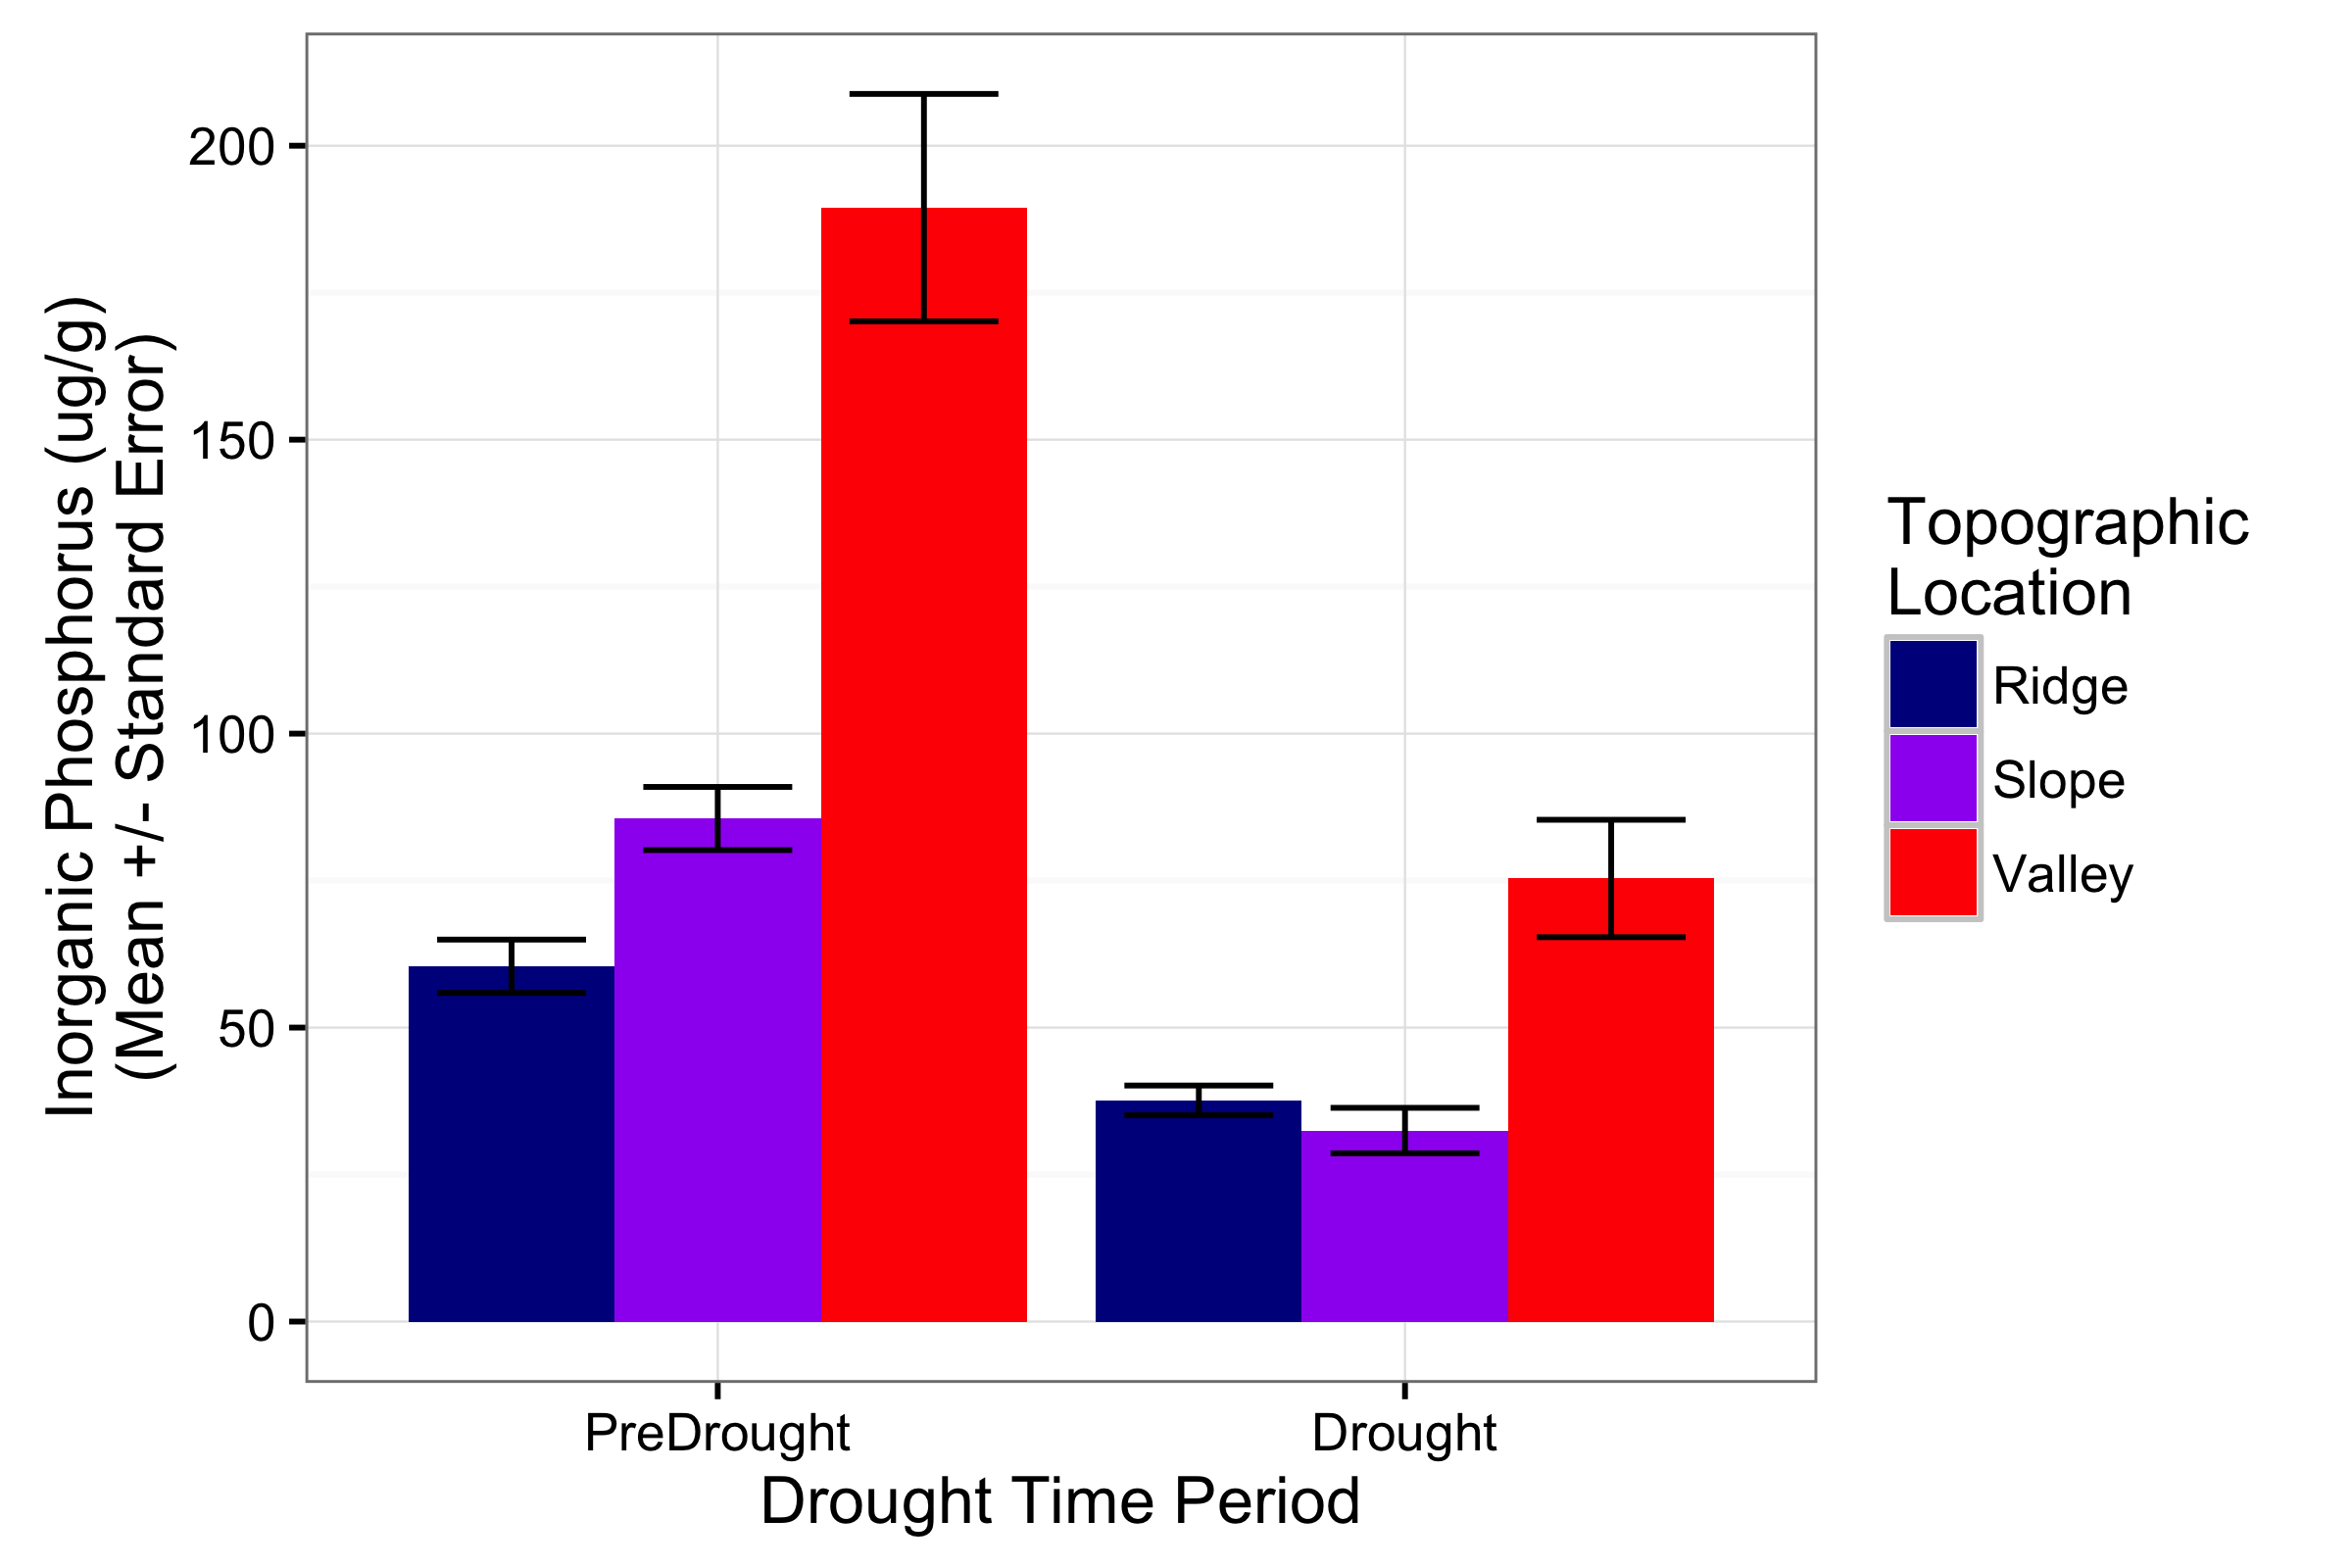 Inorganic Phosphorus (ug/g)
(Mean +/- Standard Error)
200
150
100
50
0
PreDrought
Drought
Drought Time Period
Topographic
Location
Ridge
Slope
Valley